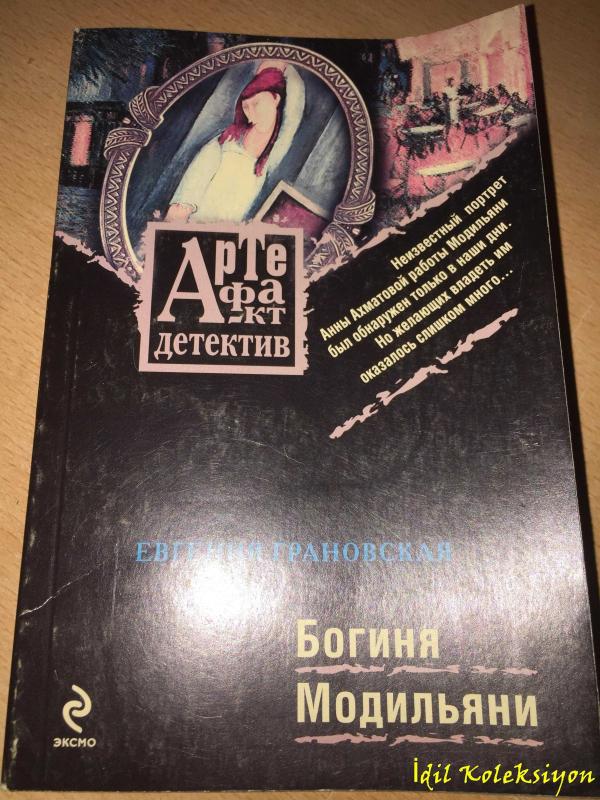 Арте
фа
-кт
детектив
Неизвестный портрет
Анны Ахматовой работы Модильяни
был обнаружен только в наши дни.
Но желающих владеть им
оказалось слишком много...
ЕВГЕНИЯ ГРАНОВСКАЯ
Богиня
Модильяни
эксмо
İdil Koleksiyon